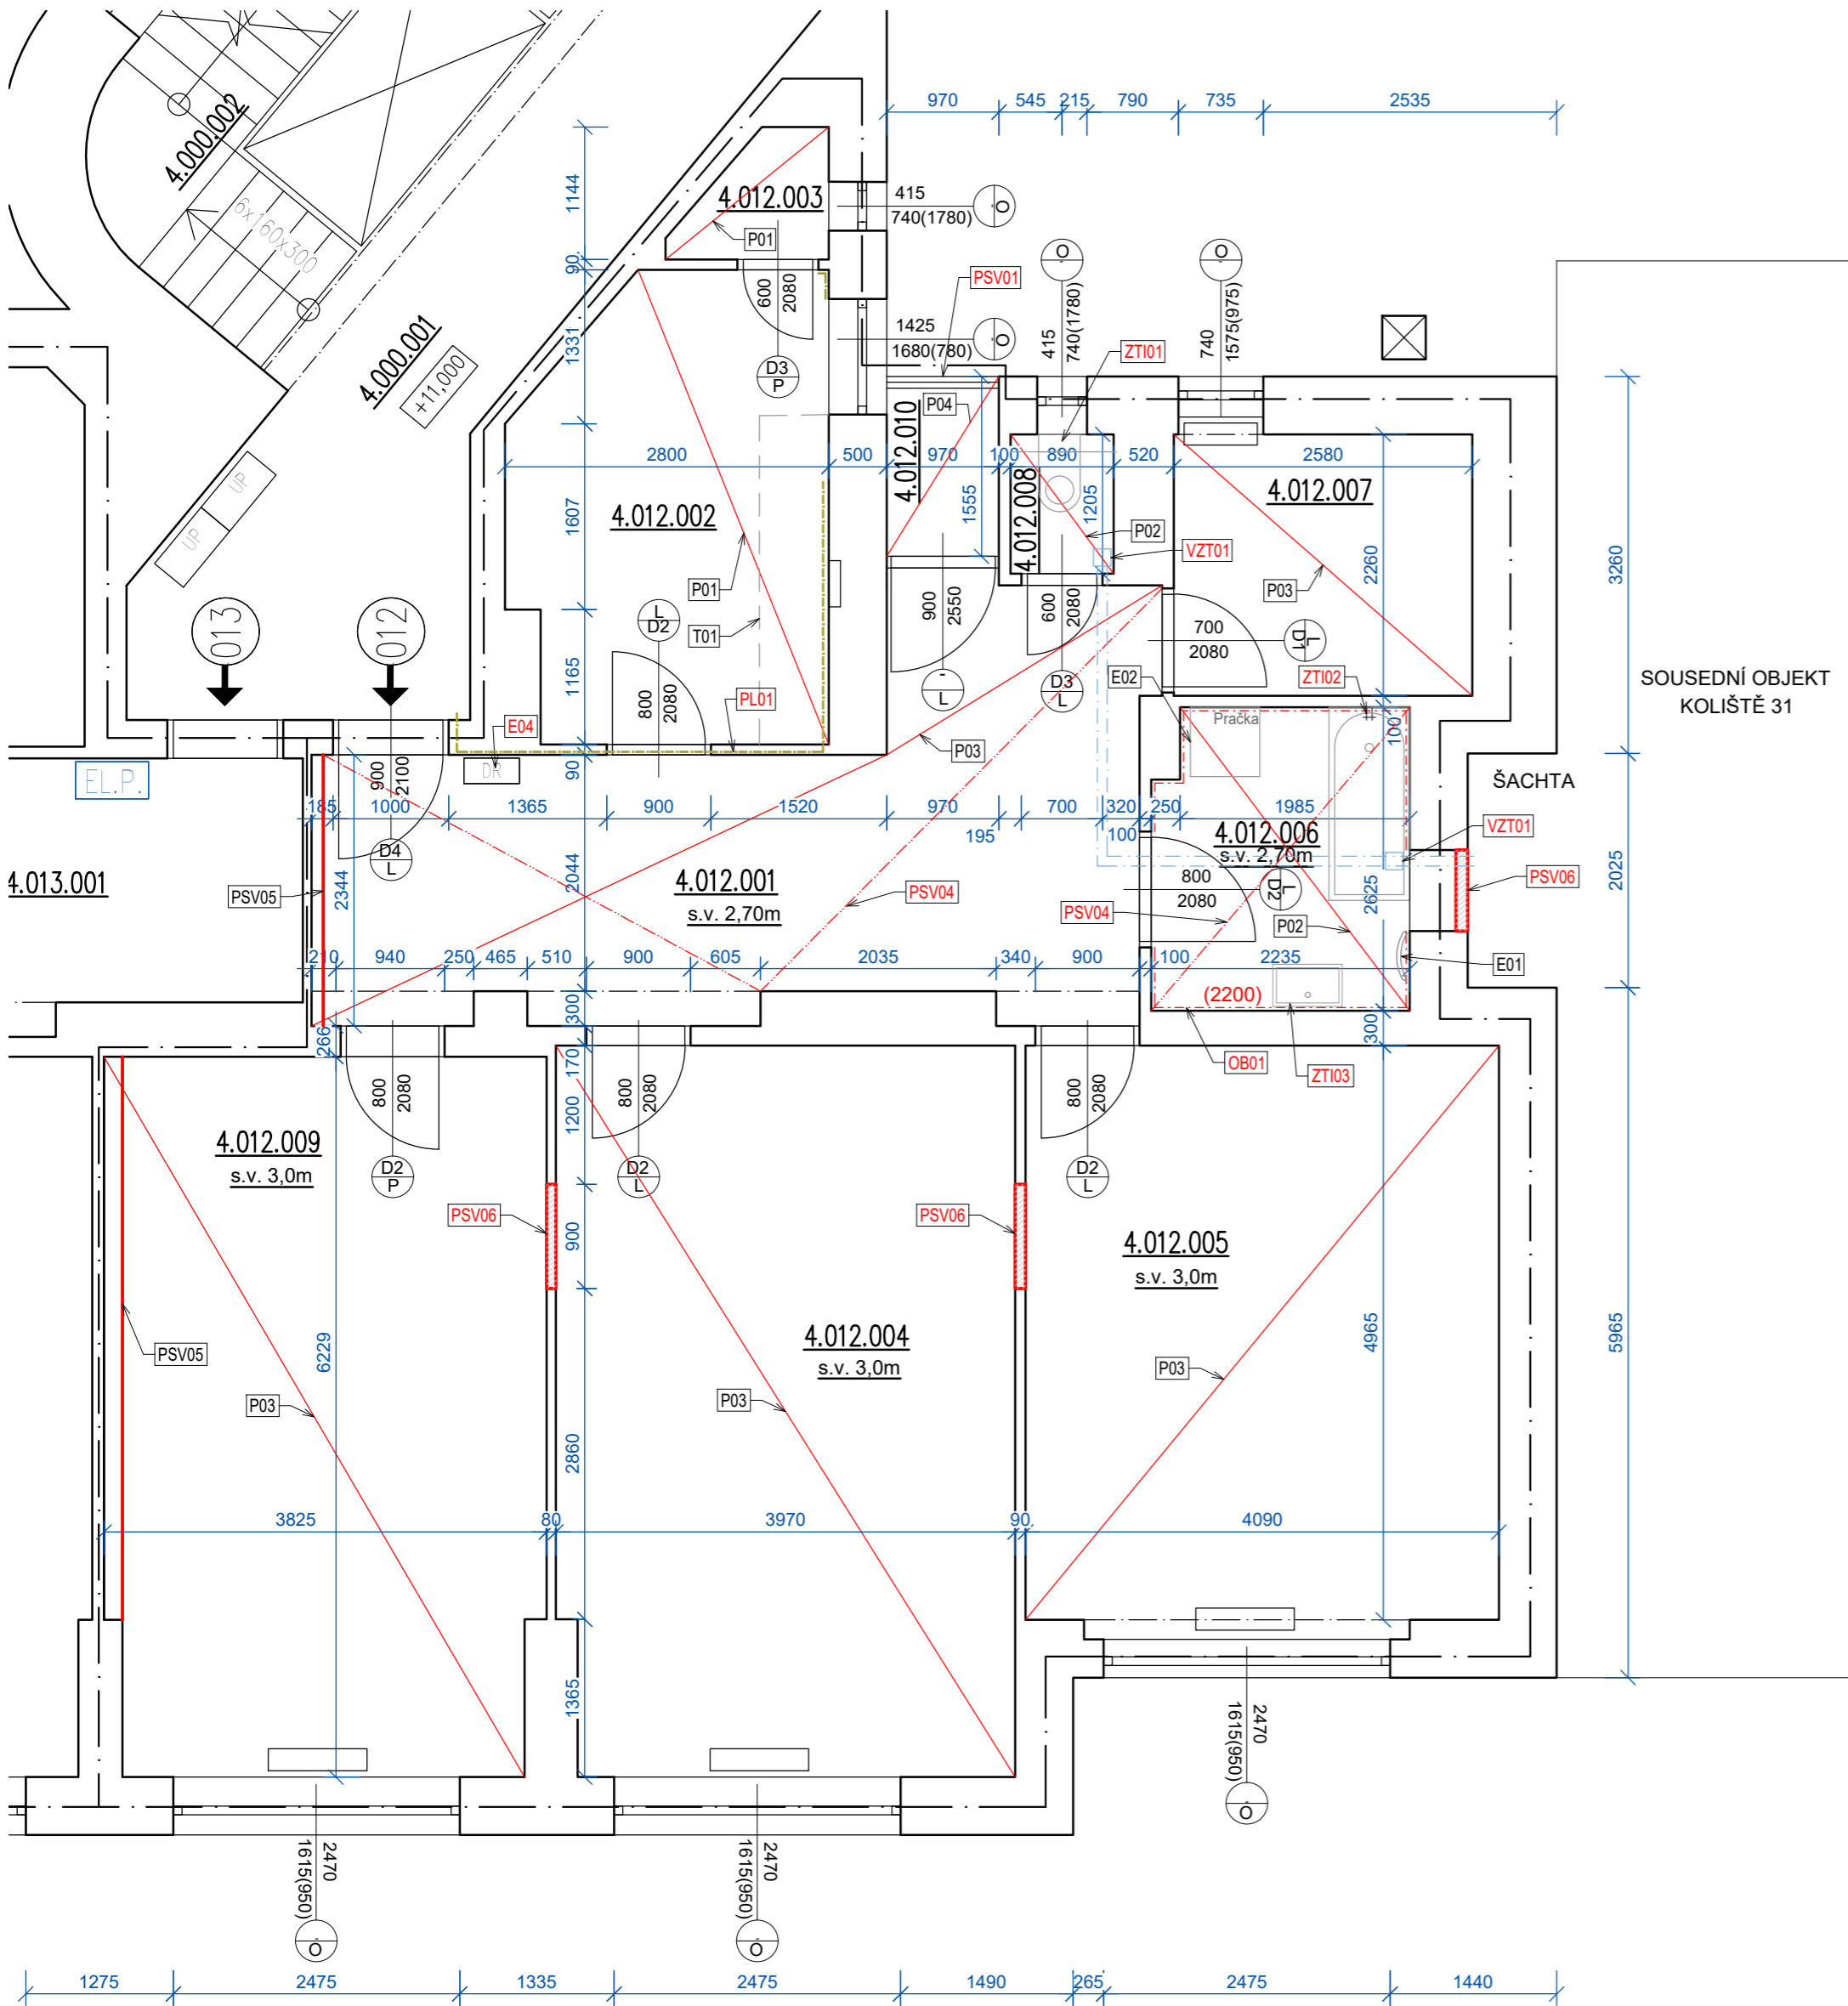 970 545 215 790 735 2535
4.000.002
6x160x300
4.000.001
+11,000
UP
UP
1144
90
1331
1607
1165
90
4.012.003
P01
415
740(1780)
O
600
2080
D3
P
PSV01
1425
1680(780)
O
O
415
740(1780)
O
740
1575(975)
ZTI01
P04
4.012.010
2800 500 970 100 890 520 2580
4.012.002
1555
4.012.008
1205
P02
VZT01
4.012.007
2260
P03
3260
P01
T01
L
D2
800
2080
PL01
900
2550
-
L
600
2080
D3
L
700
2080
L
D1
E02
ZTI02
SOUSEDNÍ OBJEKT
KOLIŠTĚ 31
013
012
E04
DR
P03
Pračka
100
EL.P.
900
2100
D4
L
ŠACHTA
185 1000 1365 900 1520 970 700 320 250 1985
195 100
4.012.006
s.v. 2,70m
VZT01
4.013.001
PSV05
2344
2044
4.012.001
s.v. 2,70m
PSV04
800
2080
L
D2
2625
PSV06
2025
PSV04
P02
E01
210 940 250 465 510 900 605 2035 340 900 100 2235
(2200)
300
300
266
170
OB01
ZTI03
800
2080
D2
P
800
2080
D2
L
800
2080
D2
L
1200
4.012.009
s.v. 3,0m
PSV06
PSV06
900
4.012.005
s.v. 3,0m
4.012.004
s.v. 3,0m
6229
4965
5965
PSV05
P03
P03
P03
2860
3825 80 3970 90 4090
1365
2470
1615(950)
O
2470
1615(950)
O
2470
1615(950)
O
1275 2475 1335 2475 1490 265 2475 1440